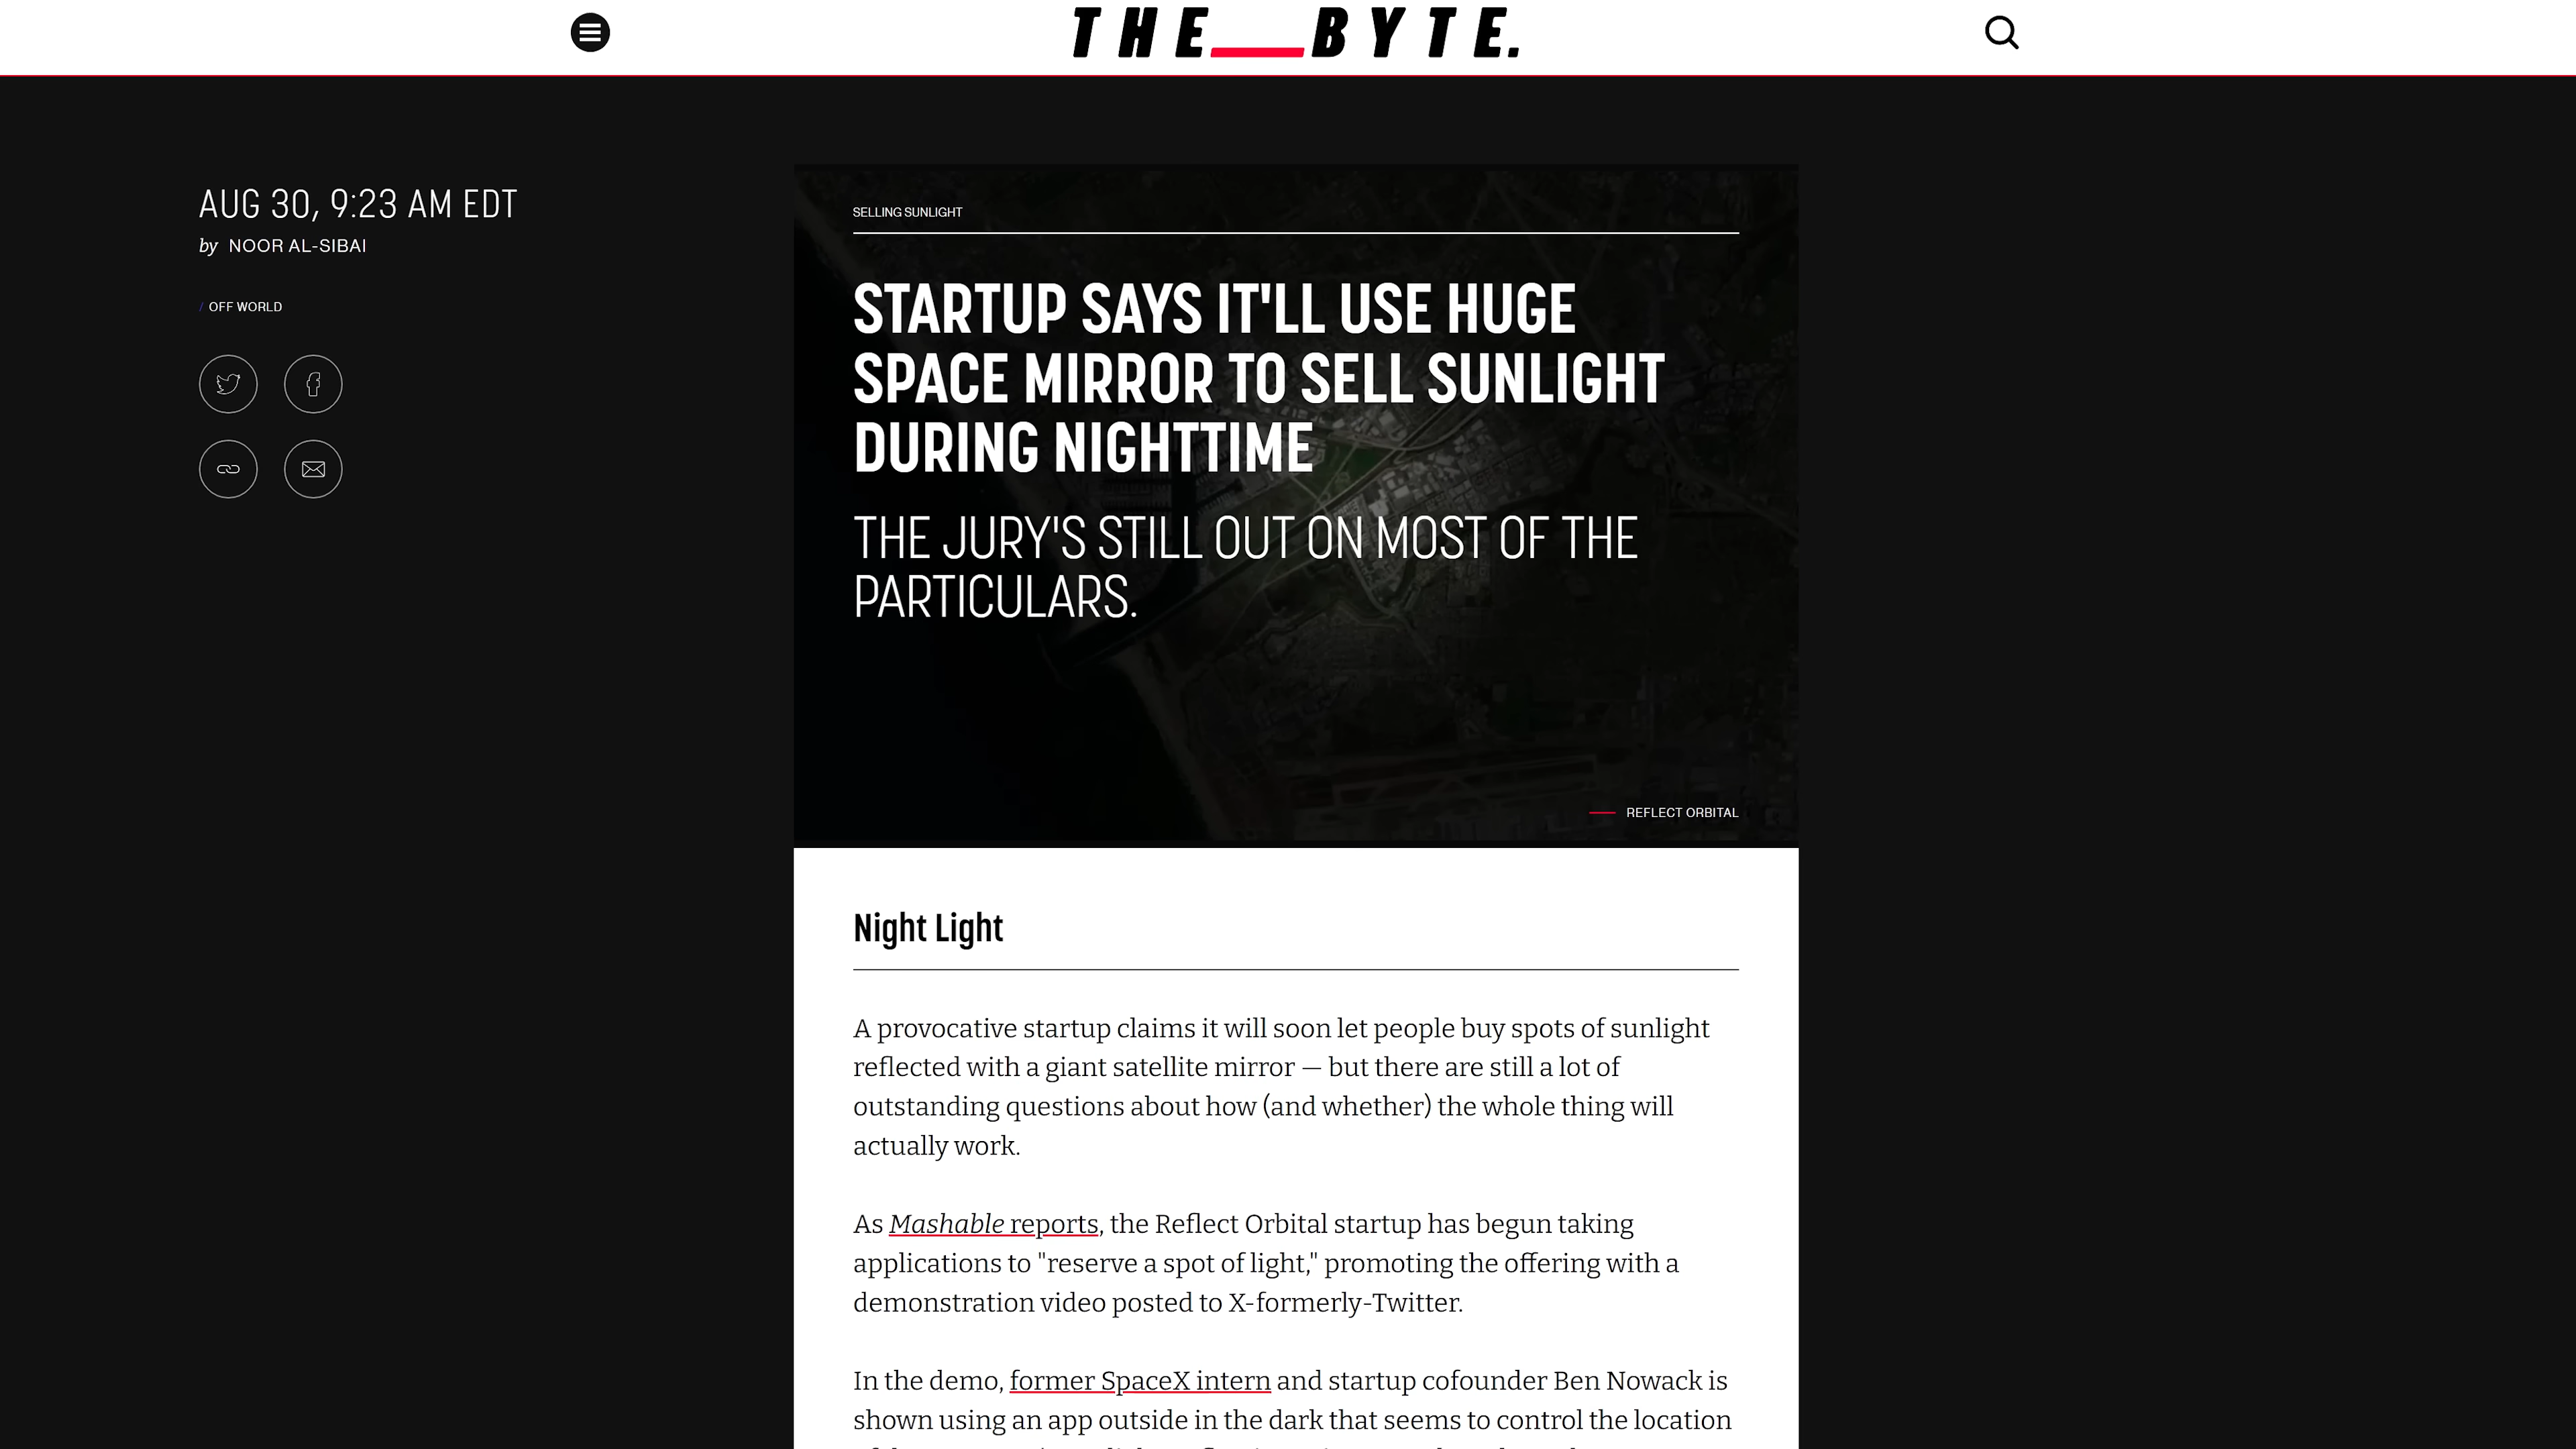 THE__BYTE.
AUG 30, 9:23 AM EDT
by NOOR AL-SIBAI
/ OFF WORLD
SELLING SUNLIGHT
STARTUP SAYS IT'LL USE HUGE
SPACE MIRROR TO SELL SUNLIGHT
DURING NIGHTTIME
THE JURY'S STILL OUT ON MOST OF THE
PARTICULARS.
REFLECT ORBITAL
Night Light
A provocative startup claims it will soon let people buy spots of sunlight
reflected with a giant satellite mirror — but there are still a lot of
outstanding questions about how (and whether) the whole thing will
actually work.
As Mashable reports, the Reflect Orbital startup has begun taking
applications to "reserve a spot of light," promoting the offering with a
demonstration video posted to X-formerly-Twitter.
In the demo, former SpaceX intern and startup cofounder Ben Nowack is
shown using an app outside in the dark that seems to control the location